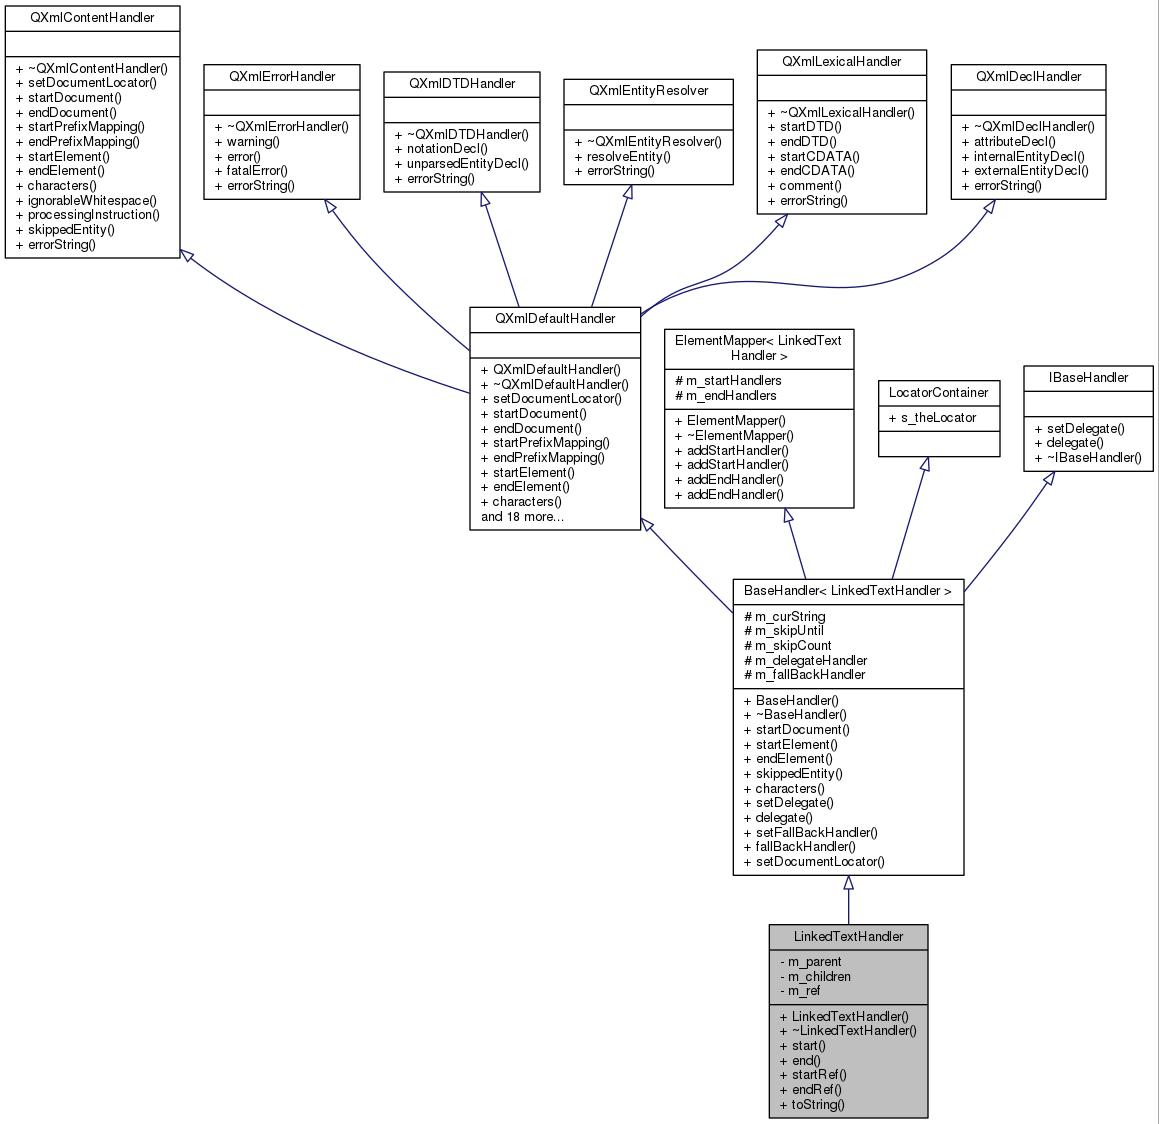 QXmlContentHandler
+ ~QXmlContentHandler()
+ setDocumentLocator()
+ startDocument()
+ endDocument()
+ startPrefixMapping()
+ endPrefixMapping()
+ startElement()
+ endElement()
+ characters()
+ ignorableWhitespace()
+ processingInstruction()
+ skippedEntity()
+ errorString()
QXmlErrorHandler
+ ~QXmlErrorHandler()
+ warning()
+ error()
+ fatalError()
+ errorString()
QXmlDTDHandler
+ ~QXmlDTDHandler()
+ notationDecl()
+ unparsedEntityDecl()
+ errorString()
QXmlEntityResolver
+ ~QXmlEntityResolver()
+ resolveEntity()
+ errorString()
QXmlLexicalHandler
+ ~QXmlLexicalHandler()
+ startDTD()
+ endDTD()
+ startCDATA()
+ endCDATA()
+ comment()
+ errorString()
QXmlDeclHandler
+ ~QXmlDeclHandler()
+ attributeDecl()
+ internalEntityDecl()
+ externalEntityDecl()
+ errorString()
QXmlDefaultHandler
+ QXmlDefaultHandler()
+ ~QXmlDefaultHandler()
+ setDocumentLocator()
+ startDocument()
+ endDocument()
+ startPrefixMapping()
+ endPrefixMapping()
+ startElement()
+ endElement()
+ characters()
and 18 more...
ElementMapper< LinkedText
Handler >
# m_startHandlers
# m_endHandlers
+ ElementMapper()
+ ~ElementMapper()
+ addStartHandler()
+ addStartHandler()
+ addEndHandler()
+ addEndHandler()
LocatorContainer
+ s_theLocator
IBaseHandler
+ setDelegate()
+ delegate()
+ ~IBaseHandler()
BaseHandler< LinkedTextHandler >
# m_curString
# m_skipUntil
# m_skipCount
# m_delegateHandler
# m_fallBackHandler
+ BaseHandler()
+ ~BaseHandler()
+ startDocument()
+ startElement()
+ endElement()
+ skippedEntity()
+ characters()
+ setDelegate()
+ delegate()
+ setFallBackHandler()
+ fallBackHandler()
+ setDocumentLocator()
LinkedTextHandler
- m_parent
- m_children
- m_ref
+ LinkedTextHandler()
+ ~LinkedTextHandler()
+ start()
+ end()
+ startRef()
+ endRef()
+ toString()